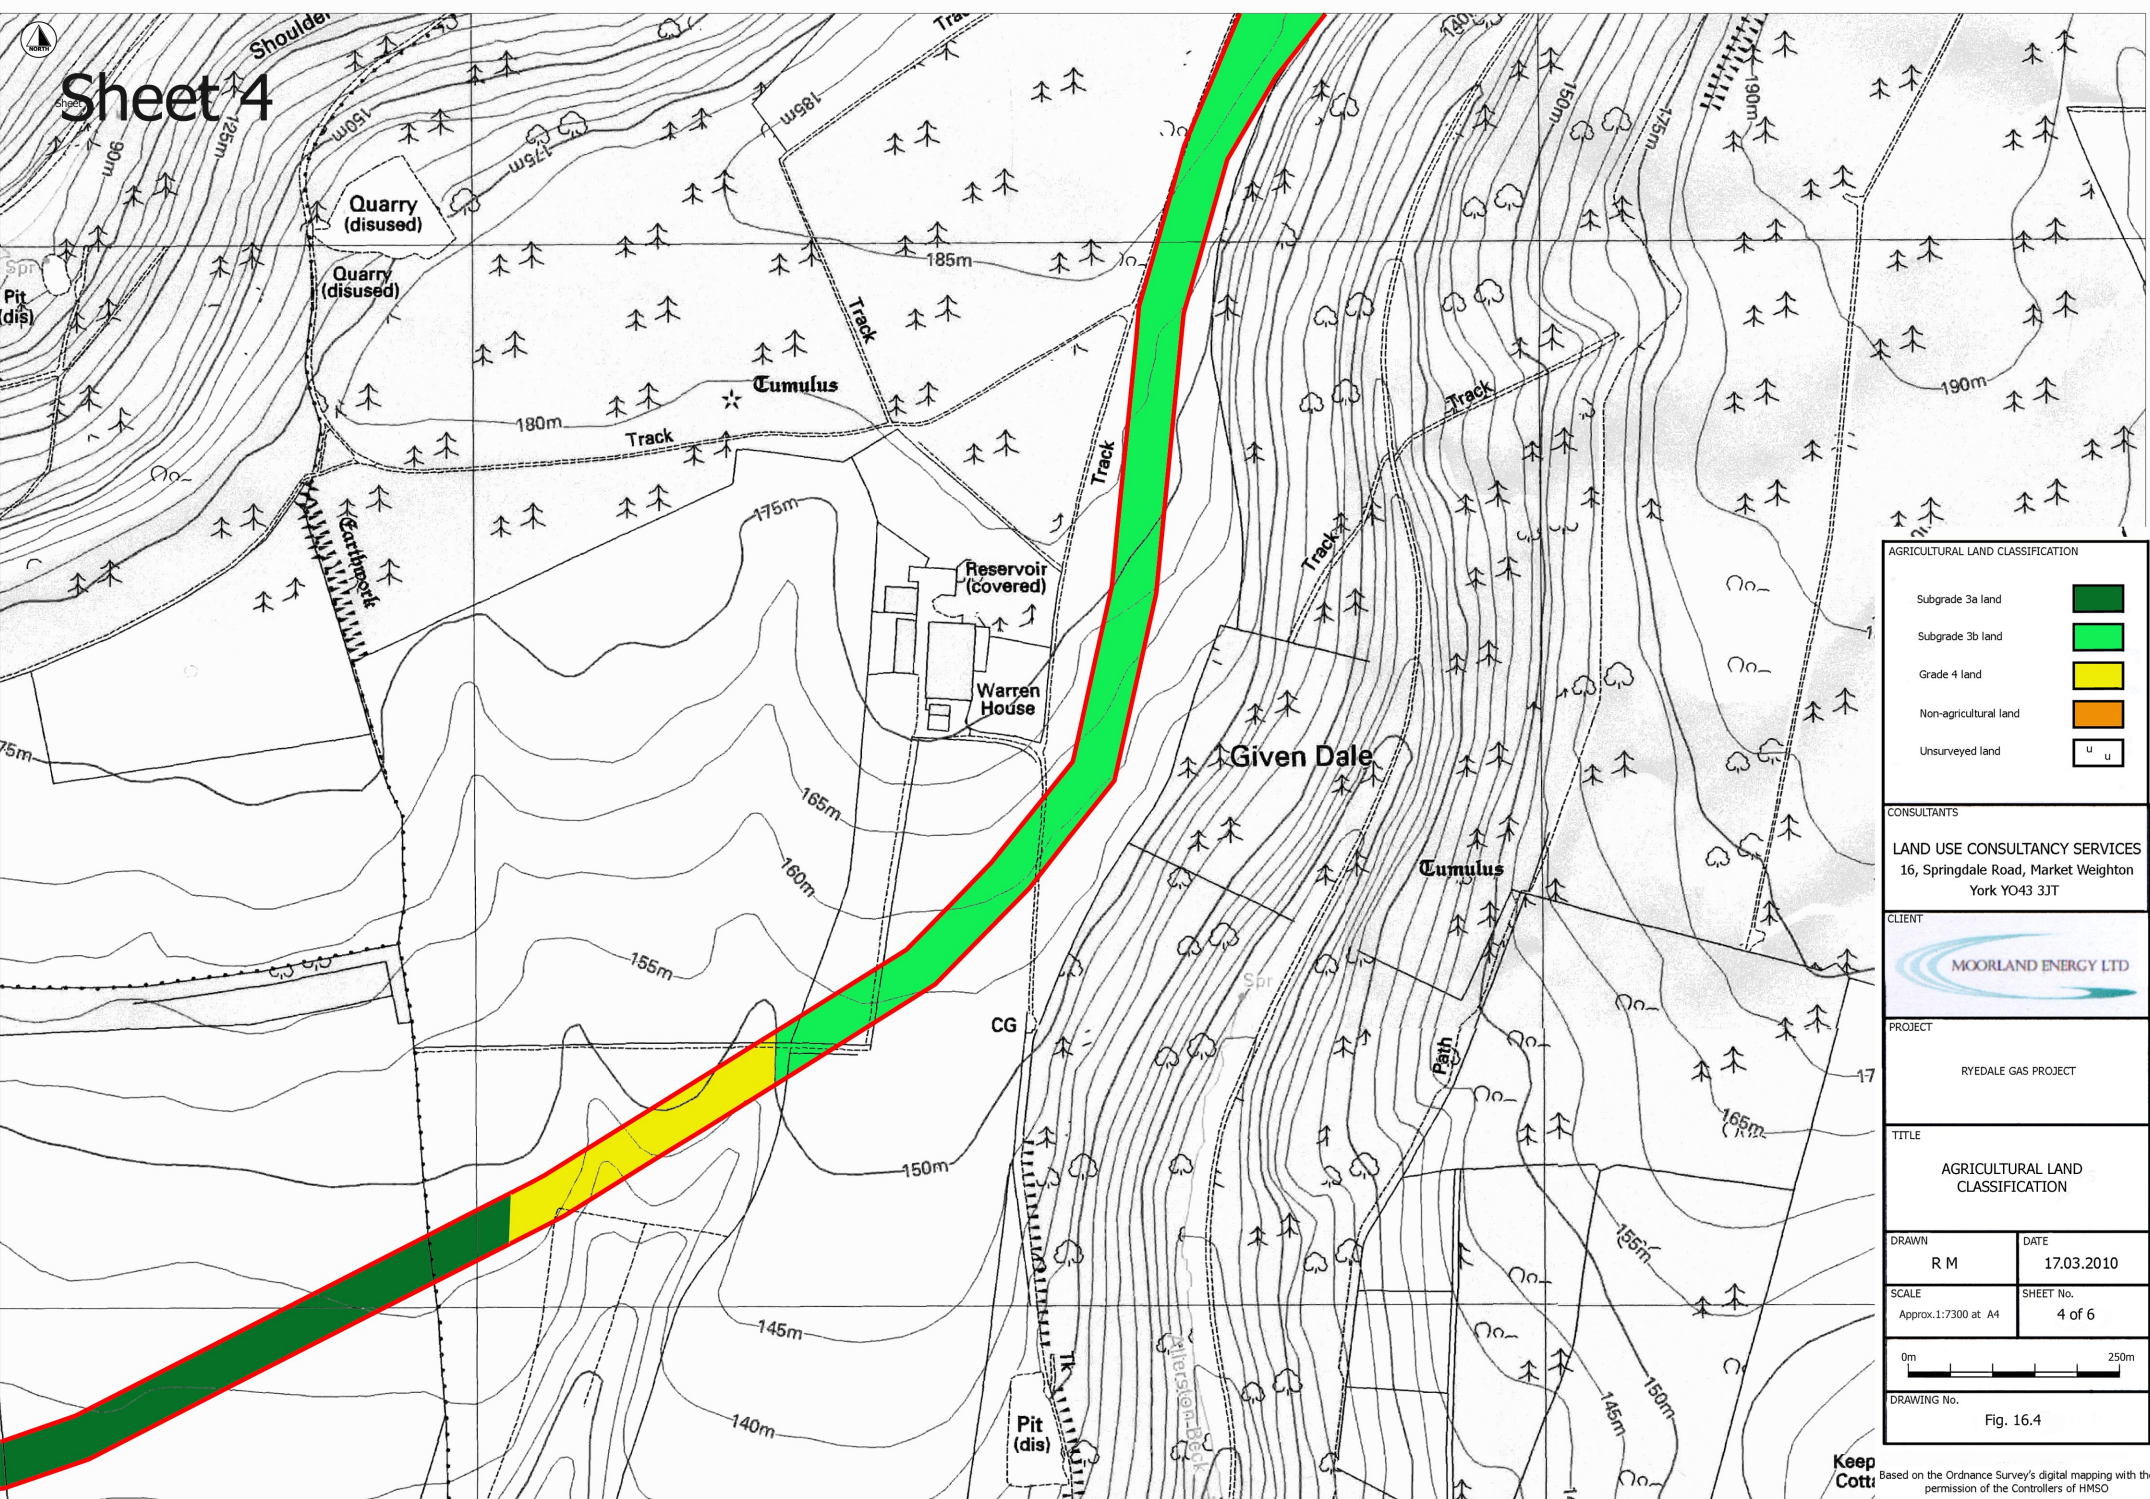 NORTH
Sheet 4
Sheet
Shoulder
90m
125m
150m
175m
185m
140m
150m
175m
190m
Quarry
(disused)
Quarry
(disused)
Spr
Pit
(dis)
185m
Track
Tumulus
180m
Track
Track
Track
190m
175m
Earthwork
Reservoir
(covered)
Track
Warren
House
75m
Given Dale
165m
160m
Tumulus
155m
Spr
CG
Path
150m
165m
17
155m
145m
140m
Tk
Pit
(dis)
Allerston Beck
150m
145m
Keep
AGRICULTURAL LAND CLASSIFICATION
Subgrade 3a land
Subgrade 3b land
Grade 4 land
Non-agricultural land
Unsurveyed land
u
u
CONSULTANTS
LAND USE CONSULTANCY SERVICES
16, Springdale Road, Market Weighton
York YO43 3JT
CLIENT
MOORLAND ENERGY LTD
PROJECT
RYEDALE GAS PROJECT
TITLE
AGRICULTURAL LAND
CLASSIFICATION
DRAWN
R M
DATE
17.03.2010
SCALE
Approx.1:7300 at A4
SHEET No.
4 of 6
0m 250m
DRAWING No.
Fig. 16.4
Based on the Ordnance Survey's digital mapping with the
permission of the Controllers of HMSO